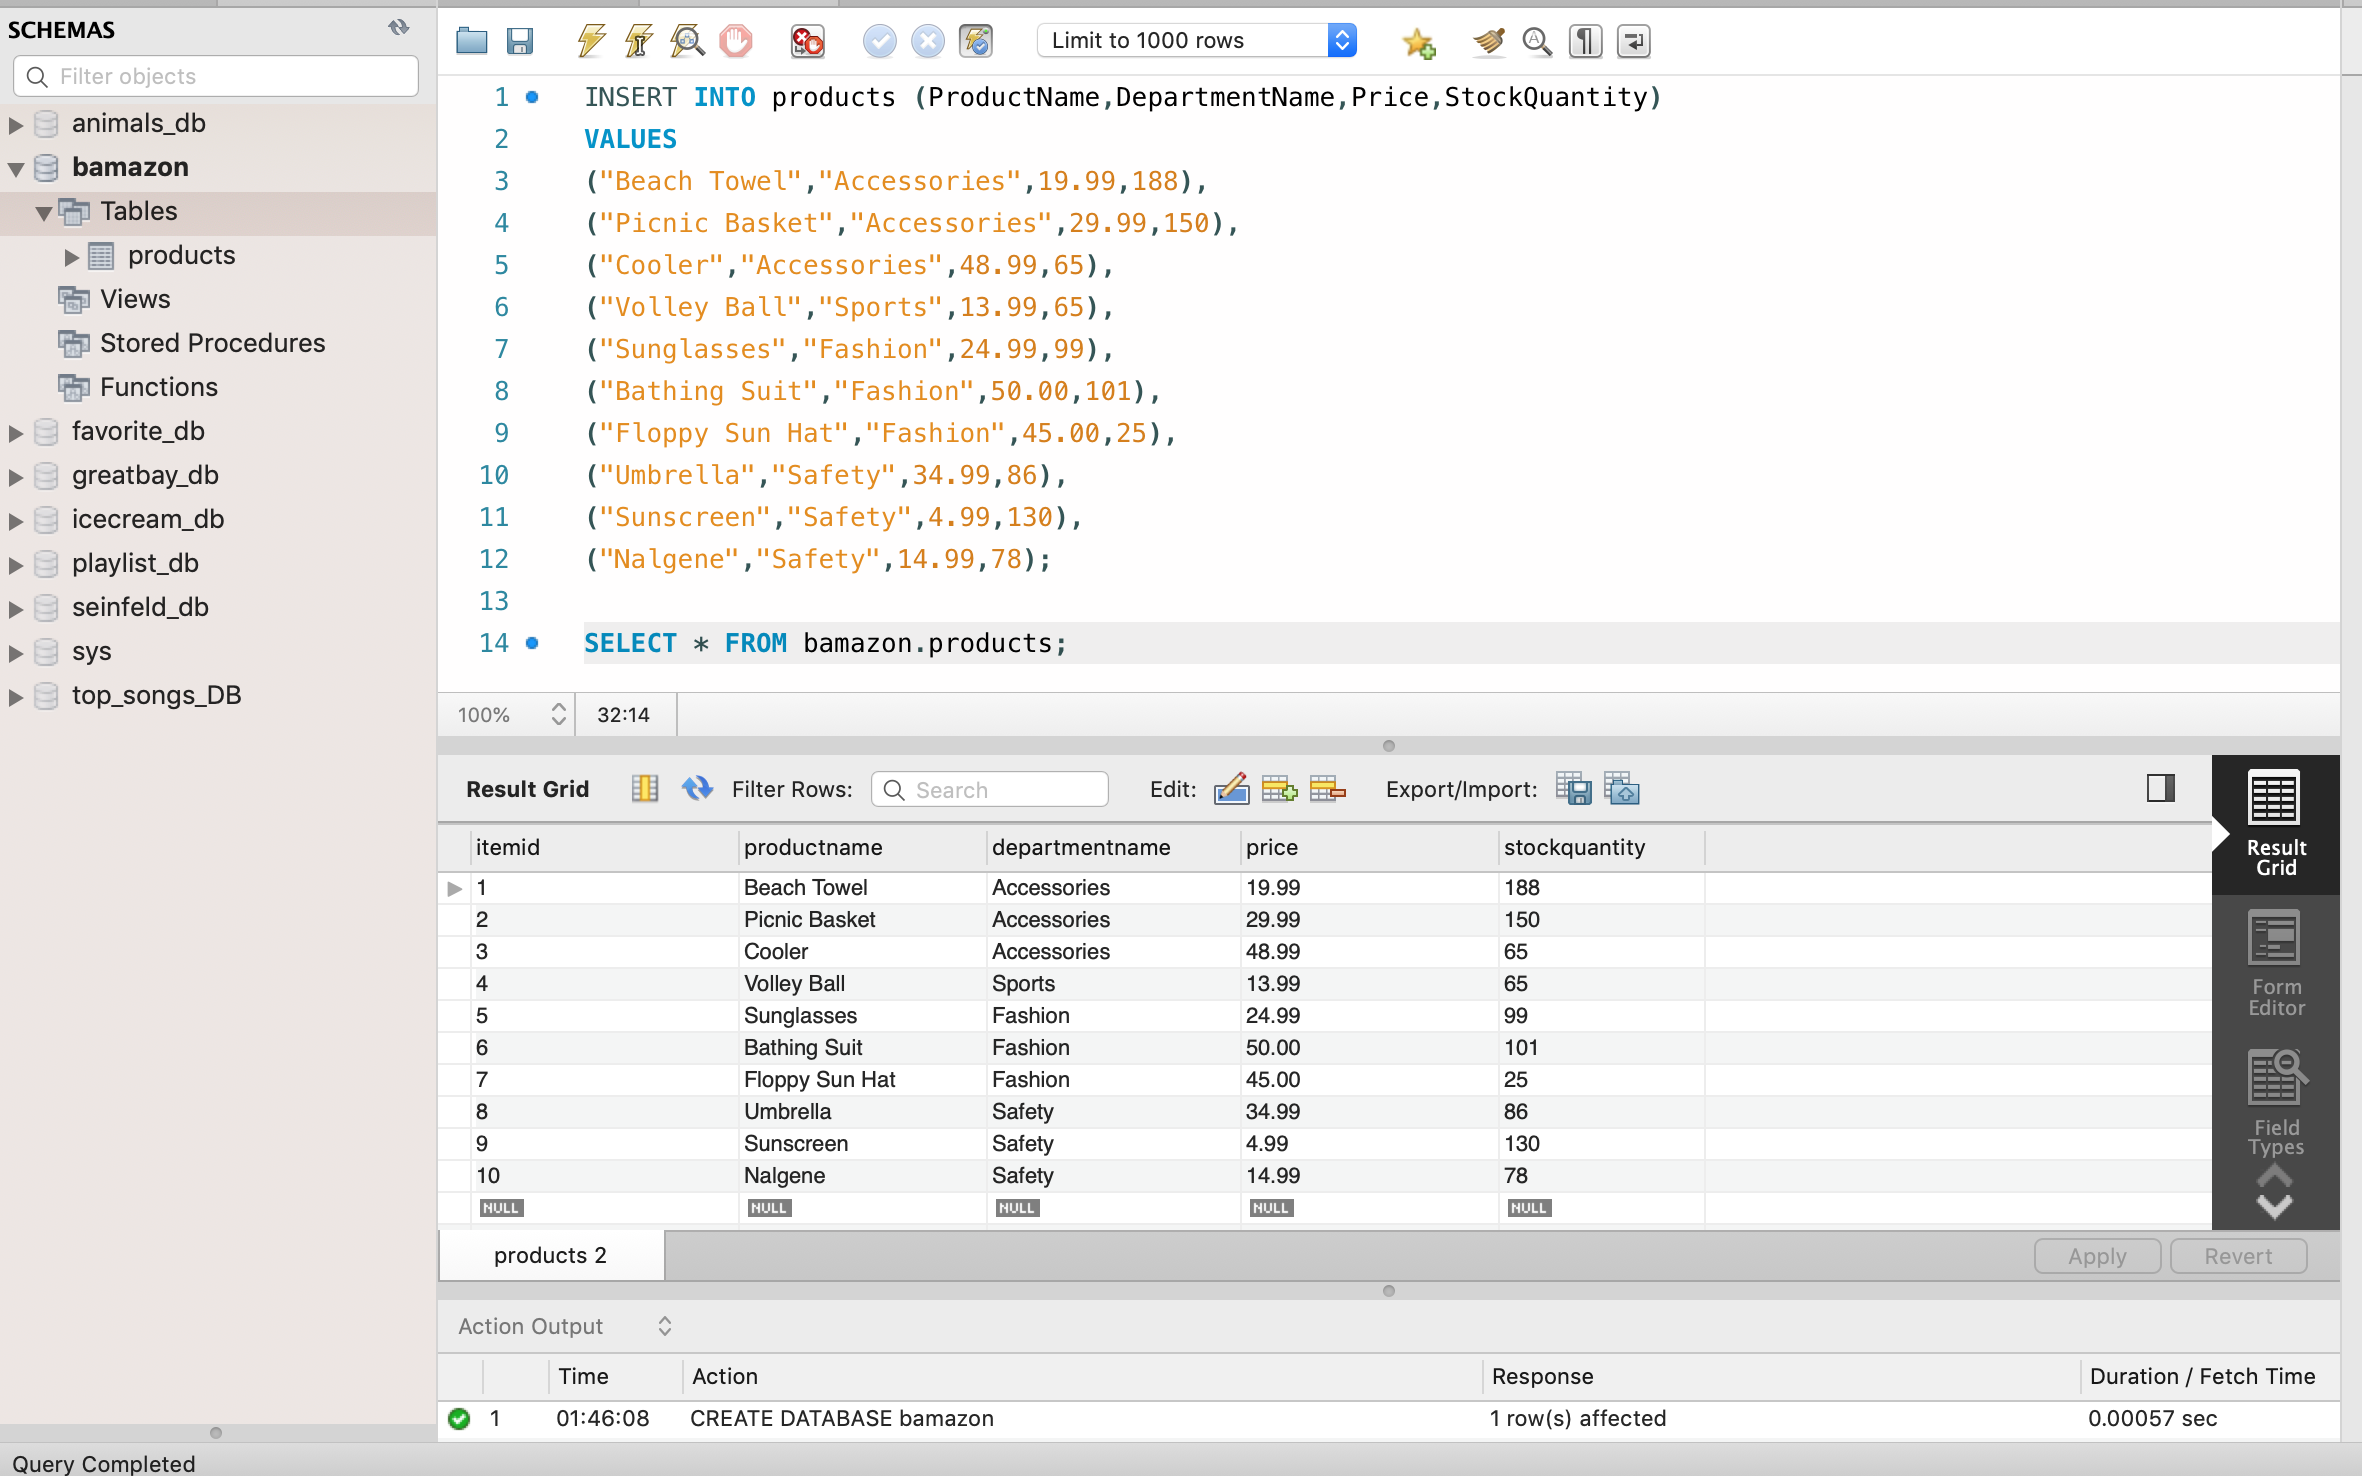 SCHEMAS
Filter objects
animals_db
bamazon
Tables
products
Views
Stored Procedures
Functions
favorite_db
greatbay_db
icecream_db
playlist_db
seinfeld_db
sys
top_songs_DB
Limit to 1000 rows
1 INSERT INTO products (ProductName,DepartmentName,Price,StockQuantity)
2 VALUES
3 ("Beach Towel","Accessories",19.99,188),
4 ("Picnic Basket","Accessories",29.99,150),
5 ("Cooler","Accessories",48.99,65),
6 ("Volley Ball","Sports",13.99,65),
7 ("Sunglasses","Fashion",24.99,99),
8 ("Bathing Suit","Fashion",50.00,101),
9 ("Floppy Sun Hat","Fashion",45.00,25),
10 ("Umbrella","Safety",34.99,86),
11 ("Sunscreen","Safety",4.99,130),
12 ("Nalgene","Safety",14.99,78);
13
14 SELECT * FROM bamazon.products;
100% 32:14
Result Grid Filter Rows: Search Edit: Export/Import:
itemid productname departmentname price stockquantity
1 Beach Towel Accessories 19.99 188
2 Picnic Basket Accessories 29.99 150
3 Cooler Accessories 48.99 65
4 Volley Ball Sports 13.99 65
5 Sunglasses Fashion 24.99 99
6 Bathing Suit Fashion 50.00 101
7 Floppy Sun Hat Fashion 45.00 25
8 Umbrella Safety 34.99 86
9 Sunscreen Safety 4.99 130
10 Nalgene Safety 14.99 78
NULL NULL NULL NULL NULL
Result
Grid
Form
Editor
Field
Types
products 2 Apply Revert
Action Output
Time Action Response Duration / Fetch Time
1 01:46:08 CREATE DATABASE bamazon 1 row(s) affected 0.00057 sec
Query Completed